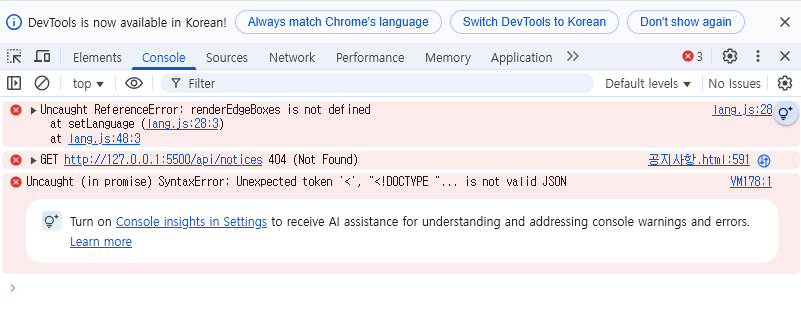 DevTools is now available in Korean! Always match Chrome's language Switch DevTools to Korean Don't show again
Elements Console Sources Network Performance Memory Application 3
top Filter Default levels No Issues
Uncaught ReferenceError: renderEdgeBoxes is not defined lang.js:28
at setLanguage (lang.js:28:3)
at lang.js:48:3
GET http://127.0.0.1:5500/api/notices 404 (Not Found) 공지사항.html:591
Uncaught (in promise) SyntaxError: Unexpected token '<', "<!DOCTYPE "... is not valid JSON VM178:1
Turn on Console insights in Settings to receive AI assistance for understanding and addressing console warnings and errors.
Learn more